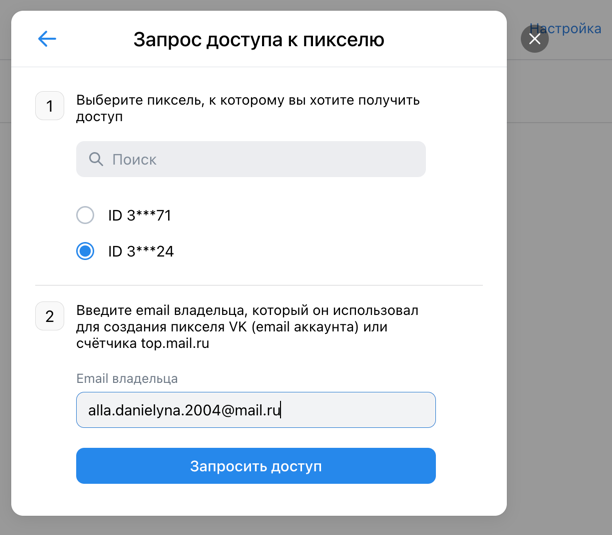 Настройка
Запрос доступа к пикселю
1
Выберите пиксель, к которому вы хотите получить
доступ
Поиск
ID 3***71
ID 3***24
2
Введите email владельца, который он использовал
для создания пикселя VK (email аккаунта) или
счётчика top.mail.ru
Email владельца
alla.danielyna.2004@mail.ru
Запросить доступ